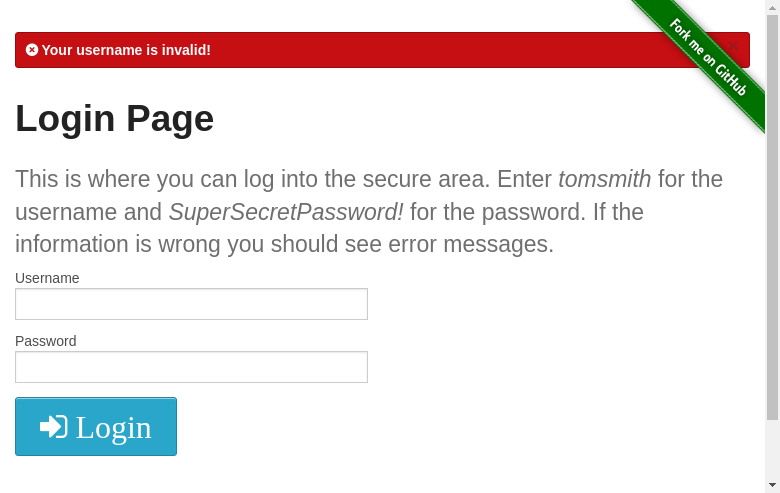 Your username is invalid!
Fork me on GitHub
Login Page
This is where you can log into the secure area. Enter tomsmith for the
username and SuperSecretPassword! for the password. If the
information is wrong you should see error messages.
Username
Password
Login